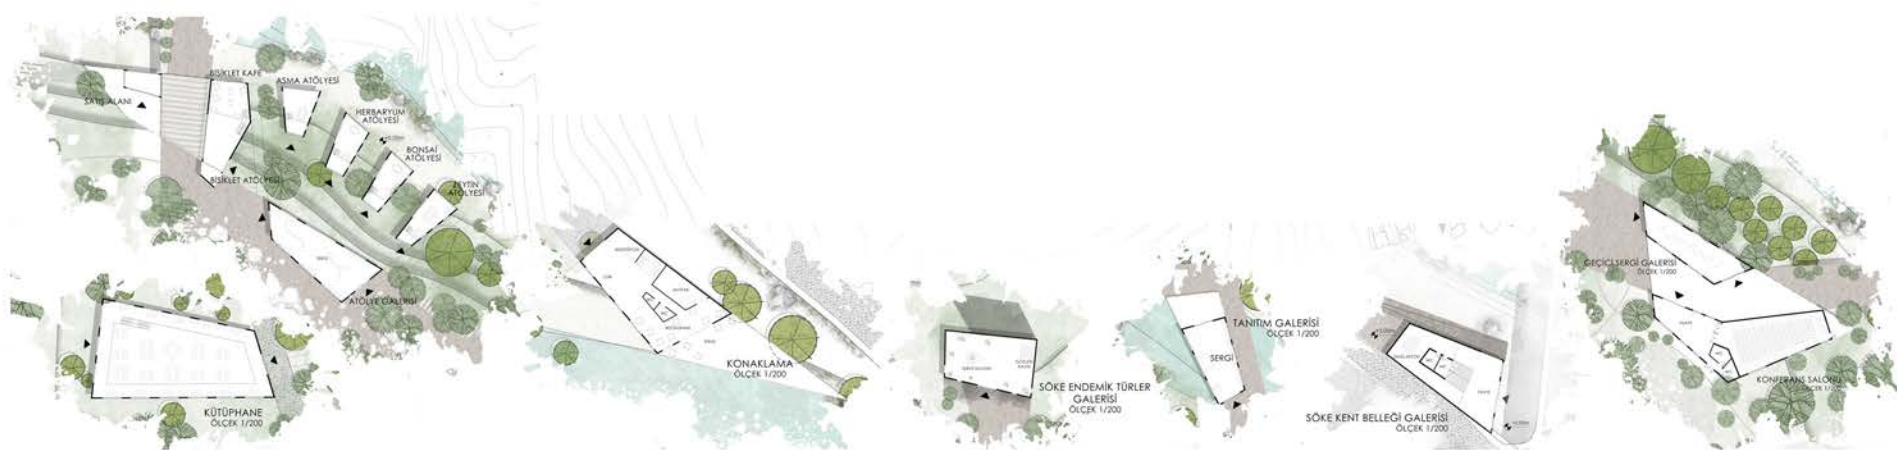 BİSİKLET KAFE
ASMA ATÖLYESİ
SATIŞ ALANI
HERBARYUM
ATÖLYESİ
BONSAİ
ATÖLYESİ
ZEYTİN
ATÖLYESİ
BİSİKLET ATÖLYESİ
ATÖLYE GALERİSİ
KÜTÜPHANE
ÖLÇEK 1/200
KONAKLAMA
ÖLÇEK 1/200
SÖKE ENDEMİK TÜRLER
GALERİSİ
ÖLÇEK 1/200
TANITIM GALERİSİ
ÖLÇEK 1/200
SERGİ
SÖKE KENT BELLEĞİ GALERİSİ
ÖLÇEK 1/200
GEÇİCİ SERGİ GALERİSİ
ÖLÇEK 1/200
KONFERANS SALONU
ÖLÇEK 1/200